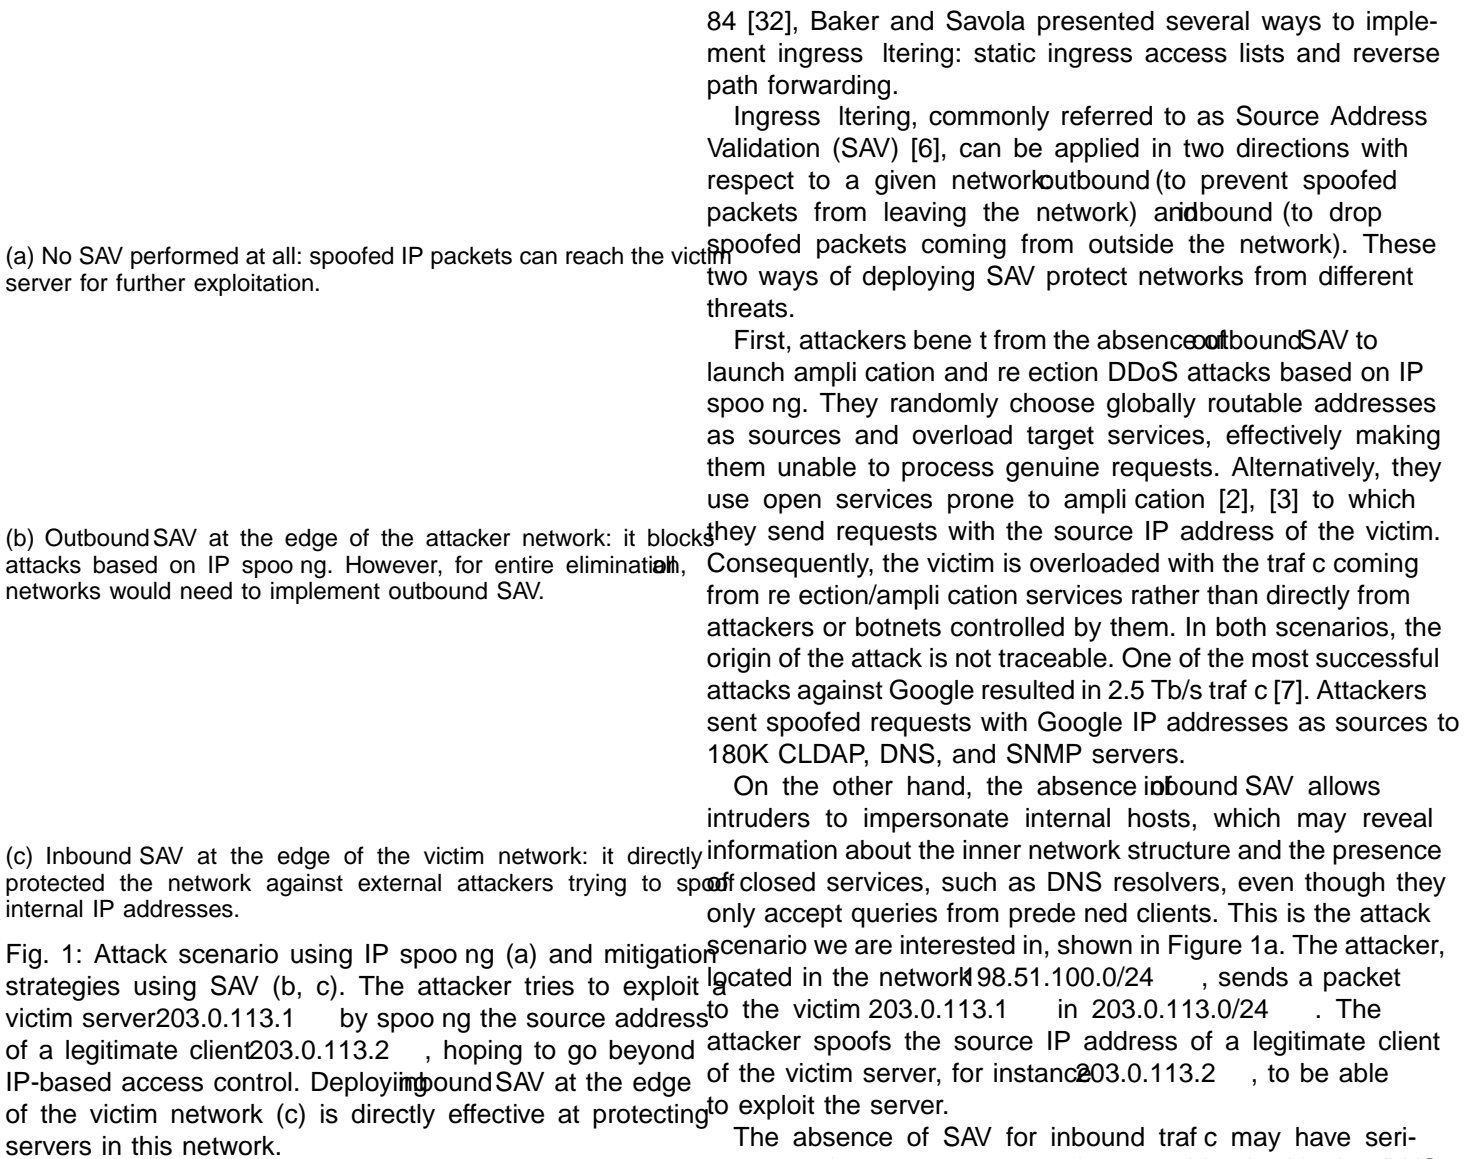 (a) No SAV performed at all: spoofed IP packets can reach the victim
server for further exploitation.
(b) Outbound SAV at the edge of the attacker network: it blocks
attacks based on IP spoo ng. However, for entire elimination, all
networks would need to implement outbound SAV.
(c) Inbound SAV at the edge of the victim network: it directly
protected the network against external attackers trying to spoof
internal IP addresses.
Fig. 1: Attack scenario using IP spoo ng (a) and mitigation
strategies using SAV (b, c). The attacker tries to exploit a
victim server 203.0.113.1 by spoo ng the source address
of a legitimate client 203.0.113.2 , hoping to go beyond
IP-based access control. Deploying inbound SAV at the edge
of the victim network (c) is directly effective at protecting
servers in this network.
84 [32], Baker and Savola presented several ways to imple-
ment ingress ltering: static ingress access lists and reverse
path forwarding.
Ingress ltering, commonly referred to as Source Address
Validation (SAV) [6], can be applied in two directions with
respect to a given network: outbound (to prevent spoofed
packets from leaving the network) and inbound (to drop
spoofed packets coming from outside the network). These
two ways of deploying SAV protect networks from different
threats.
First, attackers bene t from the absence of outbound SAV to
launch ampli cation and re ection DDoS attacks based on IP
spoo ng. They randomly choose globally routable addresses
as sources and overload target services, effectively making
them unable to process genuine requests. Alternatively, they
use open services prone to ampli cation [2], [3] to which
they send requests with the source IP address of the victim.
Consequently, the victim is overloaded with the traf c coming
from re ection/ampli cation services rather than directly from
attackers or botnets controlled by them. In both scenarios, the
origin of the attack is not traceable. One of the most successful
attacks against Google resulted in 2.5 Tb/s traf c [7]. Attackers
sent spoofed requests with Google IP addresses as sources to
180K CLDAP, DNS, and SNMP servers.
On the other hand, the absence of inbound SAV allows
intruders to impersonate internal hosts, which may reveal
information about the inner network structure and the presence
of closed services, such as DNS resolvers, even though they
only accept queries from prede ned clients. This is the attack
scenario we are interested in, shown in Figure 1a. The attacker,
located in the network 198.51.100.0/24 , sends a packet
to the victim 203.0.113.1 in 203.0.113.0/24 . The
attacker spoofs the source IP address of a legitimate client
of the victim server, for instance 203.0.113.2 , to be able
to exploit the server.
The absence of SAV for inbound traf c may have seri-